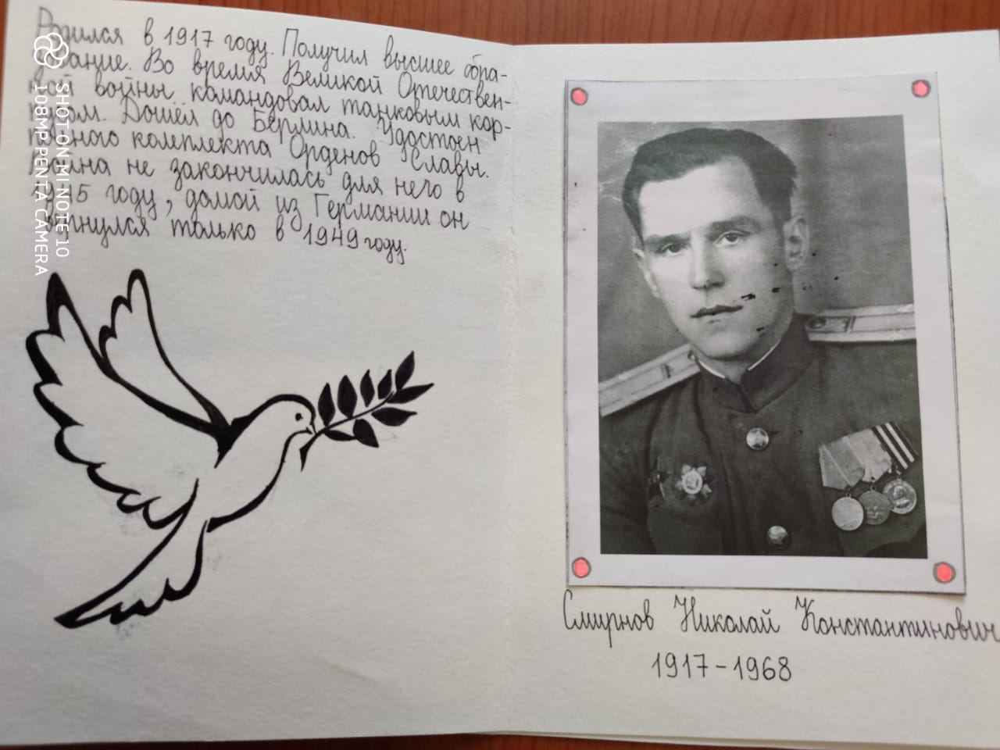 Родился в 1917 году. Получил высшее обра-
зование. Во время Великой Отечествен-
ной войны командовал танковым кор-
пусом. Дошёл до Берлина. Удостоен
полного комплекта Орденов Славы.
Война не закончилась для него в
1945 году, домой из Германии он
вернулся только в 1949 году.
SHOT ON MI NOTE 10
108MP PENTA CAMERA
Смирнов Николай Константинович
1917-1968